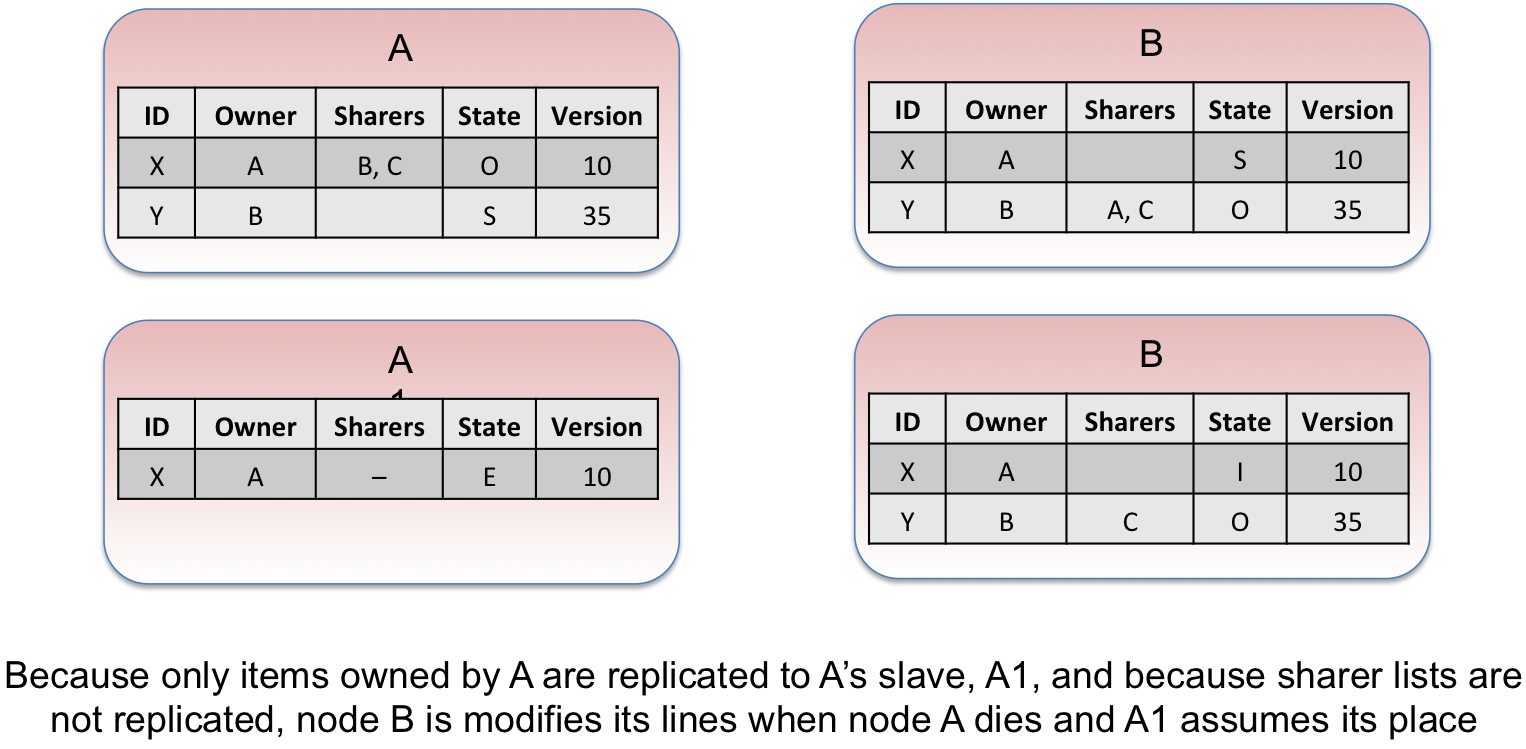 A
ID Owner Sharers State Version
X A B, C O 10
Y B S 35
B
ID Owner Sharers State Version
X A S 10
Y B A, C O 35
A
1
ID Owner Sharers State Version
X A – E 10
B
ID Owner Sharers State Version
X A I 10
Y B C O 35
Because only items owned by A are replicated to A’s slave, A1, and because sharer lists are
not replicated, node B is modifies its lines when node A dies and A1 assumes its place